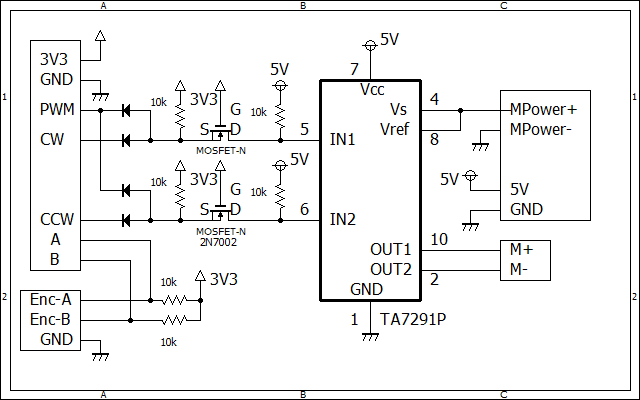 A B C
5V
3V3
7
GND
5V
Vcc
1 1
PWM 10k 3V3 G 10k 4 Vs MPower+
CW S D 5 IN1 Vref 8 MPower-
MOSFET-N
5V
10k 3V3 G 10k 5V 5V
CCW S D 6 IN2 GND
MOSFET-N
2N7002
A OUT1 10 M+
B OUT2 2 M-
10k 3V3 GND
2 Enc-A 2
Enc-B 1 TA7291P
GND 10k
A B C